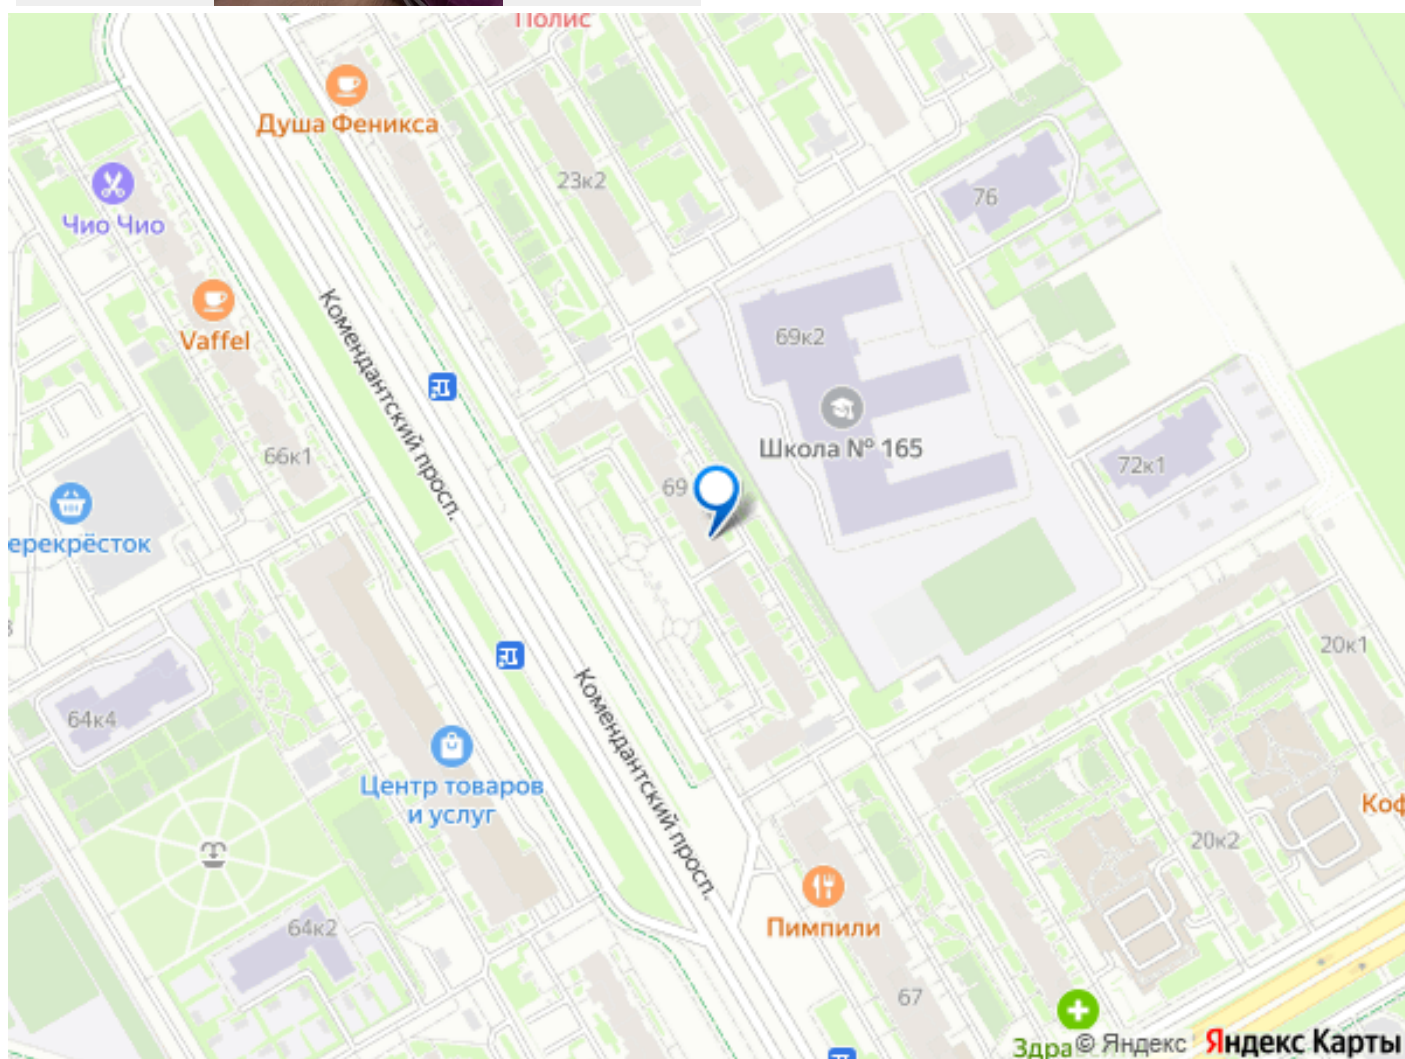 Полис
Душа Феникса
23к2
76
Чио Чио
Vaffel
69к2
Комендантский просп.
Школа № 165
66к1
72к1
69
ерекрёсток
20к1
64к4
Комендантский просп.
Центр товаров
и услуг
Коф
20к2
64к2
Пимпили
67
Здра
© Яндекс Яндекс Карты